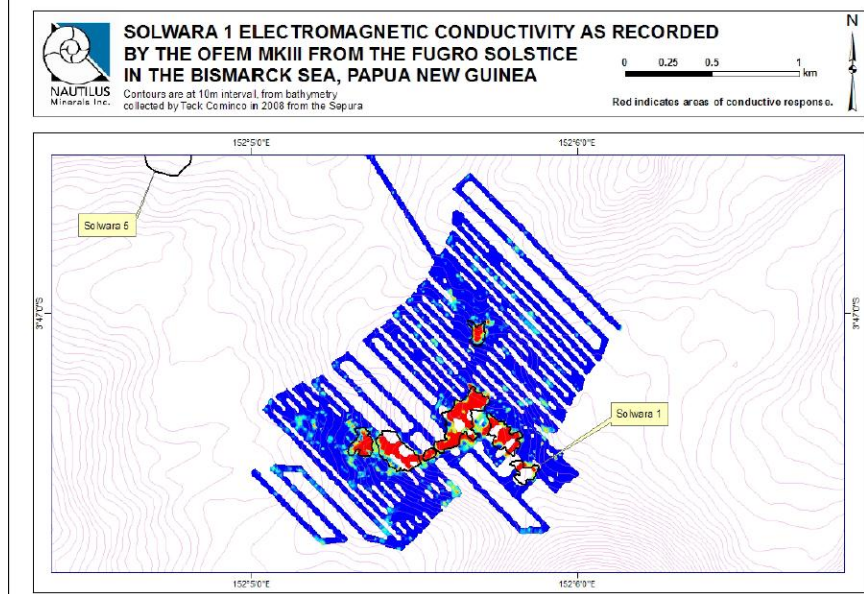 SOLWARA 1 ELECTROMAGNETIC CONDUCTIVITY AS RECORDED
BY THE OFEM MKIII FROM THE FUGRO SOLSTICE
IN THE BISMARCK SEA, PAPUA NEW GUINEA
NAUTILUS
Minerals Inc.
Contours are at 10m interval, from bathymetry
collected by Teck Cominco in 2008 from the Sepura
N
0 0.25 0.5 1
km
Red indicates areas of conductive response.
152°5'0"E 152°6'0"E
Solwara 5
3°47'0"S 3°47'0"S
Solwara 1
152°5'0"E 152°6'0"E